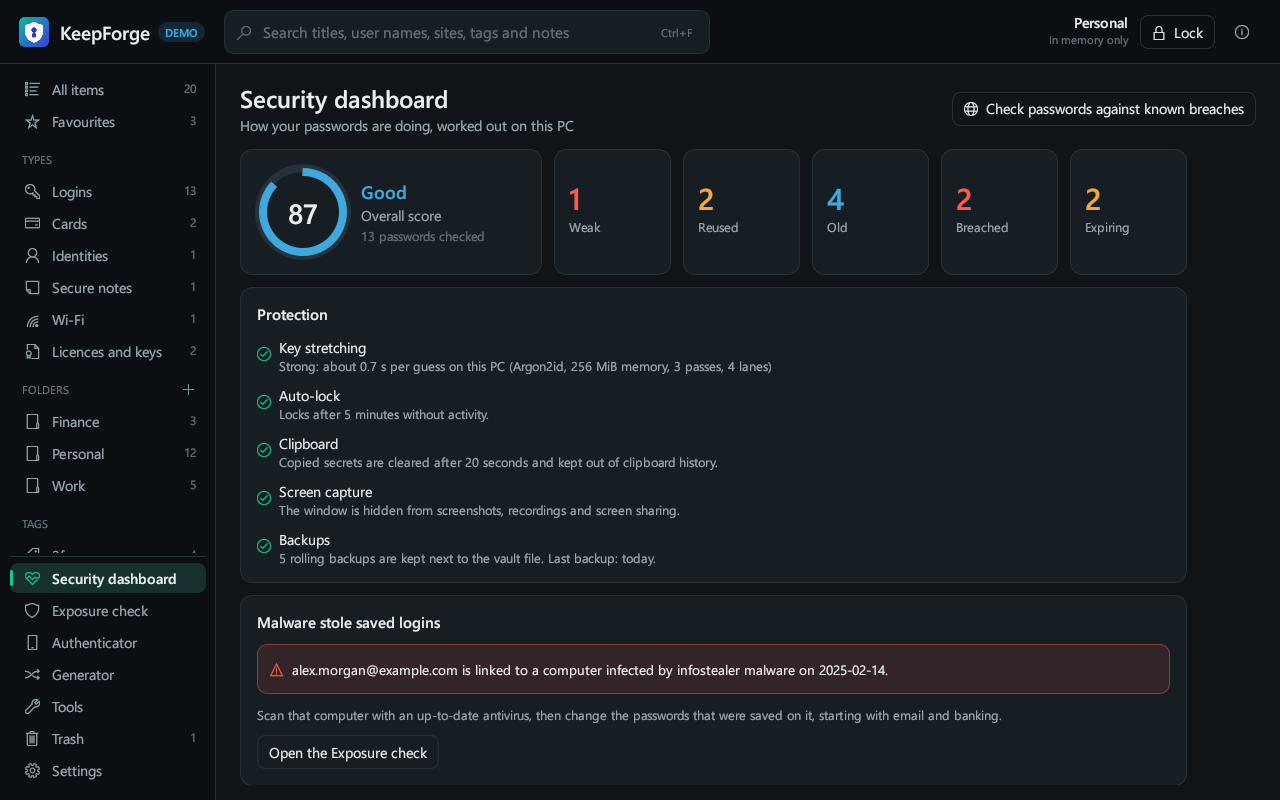 KeepForge DEMO
Search titles, user names, sites, tags and notes Ctrl+F
Personal
In memory only
Lock
All items 20
Favourites 3
TYPES
Logins 13
Cards 2
Identities 1
Secure notes 1
Wi-Fi 1
Licences and keys 2
FOLDERS
Finance 3
Personal 12
Work 5
TAGS
Security dashboard
Exposure check
Authenticator
Generator
Tools
Trash 1
Settings
Security dashboard
How your passwords are doing, worked out on this PC
Check passwords against known breaches
87
Good
Overall score
13 passwords checked
1
Weak
2
Reused
4
Old
2
Breached
2
Expiring
Protection
Key stretching
Strong: about 0.7 s per guess on this PC (Argon2id, 256 MiB memory, 3 passes, 4 lanes)
Auto-lock
Locks after 5 minutes without activity.
Clipboard
Copied secrets are cleared after 20 seconds and kept out of clipboard history.
Screen capture
The window is hidden from screenshots, recordings and screen sharing.
Backups
5 rolling backups are kept next to the vault file. Last backup: today.
Malware stole saved logins
alex.morgan@example.com is linked to a computer infected by infostealer malware on 2025-02-14.
Scan that computer with an up-to-date antivirus, then change the passwords that were saved on it, starting with email and banking.
Open the Exposure check